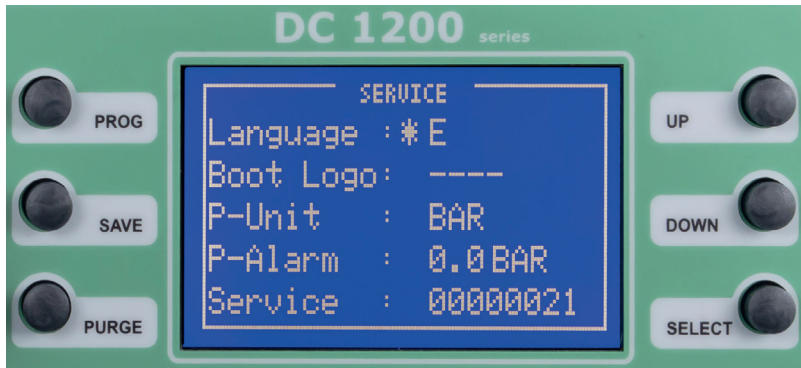 DC 1200 series
SERVICE
PROG
SAVE
PURGE
Language :*E
Boot Logo: ----
P-Unit : BAR
P-Alarm : 0.0 BAR
Service : 00000021
UP
DOWN
SELECT